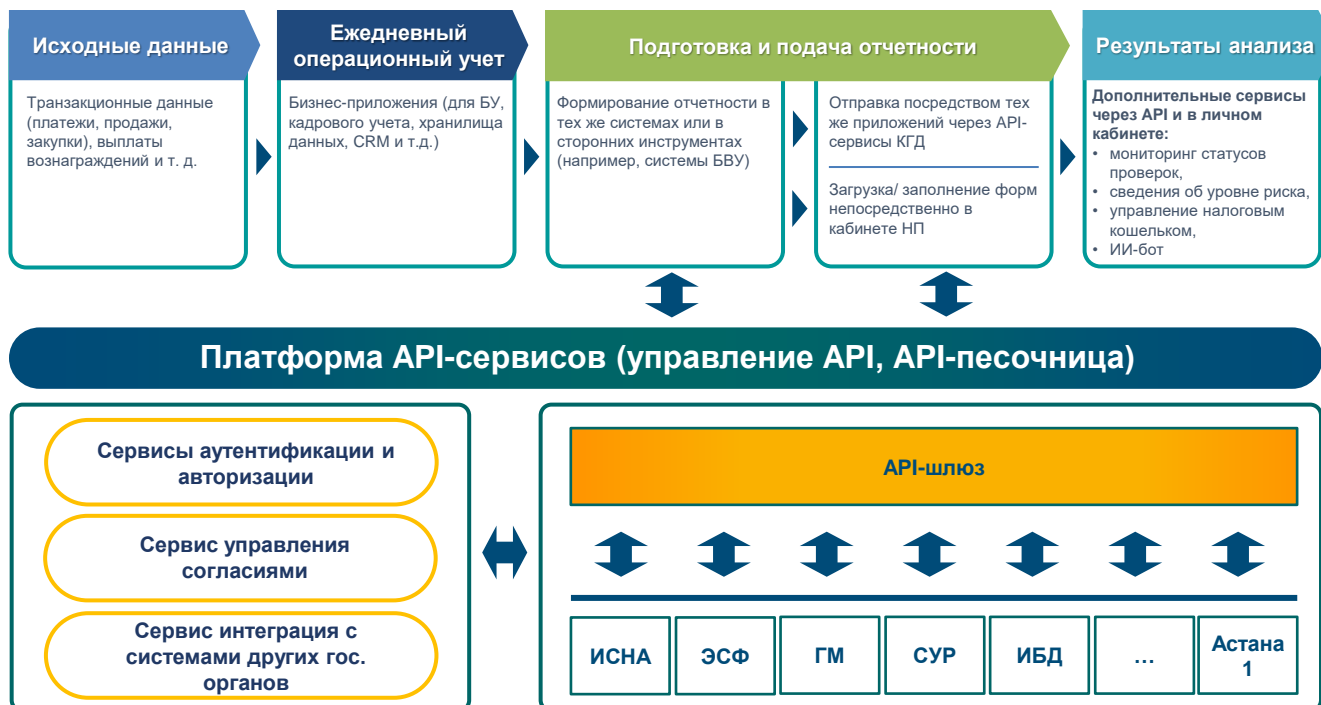 Исходные данные
Ежедневный
операционный учет
Подготовка и подача отчетности
Результаты анализа
Транзакционные данные
(платежи, продажи,
закупки), выплаты
вознаграждений и т. д.
Бизнес-приложения (для БУ,
кадрового учета, хранилища
данных, CRM и т.д.)
Формирование отчетности в
тех же системах или в
сторонних инструментах
(например, системы БВУ)
Отправка посредством тех
же приложений через API-
сервисы КГД
Загрузка/ заполнение форм
непосредственно в
кабинете НП
Дополнительные сервисы
через API и в личном
кабинете:
• мониторинг статусов
проверок,
• сведения об уровне риска,
• управление налоговым
кошельком,
• ИИ-бот
Платформа API-сервисов (управление API, API-песочница)
Сервисы аутентификации и
авторизации
Сервис управления
согласиями
Сервис интеграция с
системами других гос.
органов
API-шлюз
ИСНА
ЭСФ
ГМ
СУР
ИБД
...
Астана
1